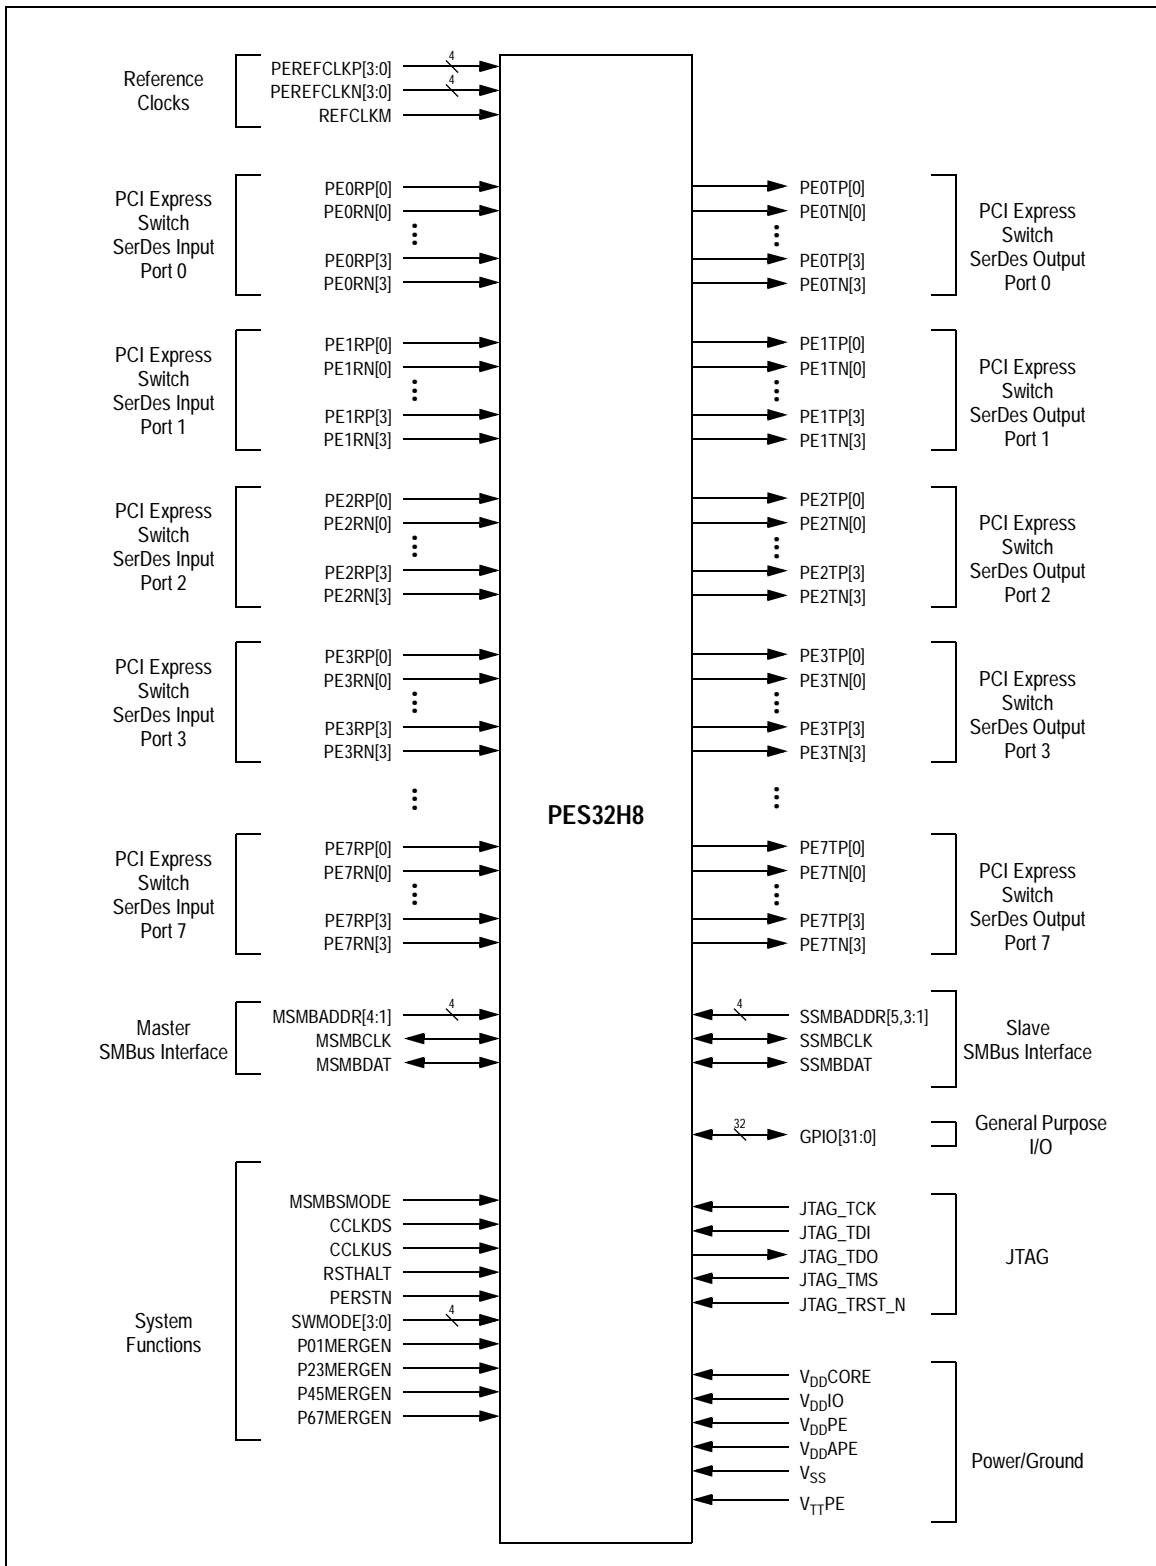 Reference
Clocks
PEREFCLKP[3:0]
4
PEREFCLKN[3:0]
4
REFCLKM
PCI Express
Switch
SerDes Input
Port 0
PE0RP[0]
PE0RN[0]
PE0RP[3]
PE0RN[3]
PE0TP[0]
PE0TN[0]
PE0TP[3]
PE0TN[3]
PCI Express
Switch
SerDes Output
Port 0
PCI Express
Switch
SerDes Input
Port 1
PE1RP[0]
PE1RN[0]
PE1RP[3]
PE1RN[3]
PE1TP[0]
PE1TN[0]
PE1TP[3]
PE1TN[3]
PCI Express
Switch
SerDes Output
Port 1
PCI Express
Switch
SerDes Input
Port 2
PE2RP[0]
PE2RN[0]
PE2RP[3]
PE2RN[3]
PE2TP[0]
PE2TN[0]
PE2TP[3]
PE2TN[3]
PCI Express
Switch
SerDes Output
Port 2
PCI Express
Switch
SerDes Input
Port 3
PE3RP[0]
PE3RN[0]
PE3RP[3]
PE3RN[3]
PE3TP[0]
PE3TN[0]
PE3TP[3]
PE3TN[3]
PCI Express
Switch
SerDes Output
Port 3
PES32H8
PCI Express
Switch
SerDes Input
Port 7
PE7RP[0]
PE7RN[0]
PE7RP[3]
PE7RN[3]
PE7TP[0]
PE7TN[0]
PE7TP[3]
PE7TN[3]
PCI Express
Switch
SerDes Output
Port 7
Master
SMBus Interface
MSMBADDR[4:1]
4
MSMBCLK
MSMBDAT
4
SSMBADDR[5,3:1]
SSMBCLK
SSMBDAT
Slave
SMBus Interface
32
GPIO[31:0]
General Purpose
I/O
System
Functions
MSMBSMODE
CCLKDS
CCLKUS
RSTHALT
PERSTN
SWMODE[3:0]
4
P01MERGEN
P23MERGEN
P45MERGEN
P67MERGEN
JTAG_TCK
JTAG_TDI
JTAG_TDO
JTAG_TMS
JTAG_TRST_N
JTAG
VDDCORE
VDDIO
VDDPE
VDDAPE
VSS
VTTPE
Power/Ground